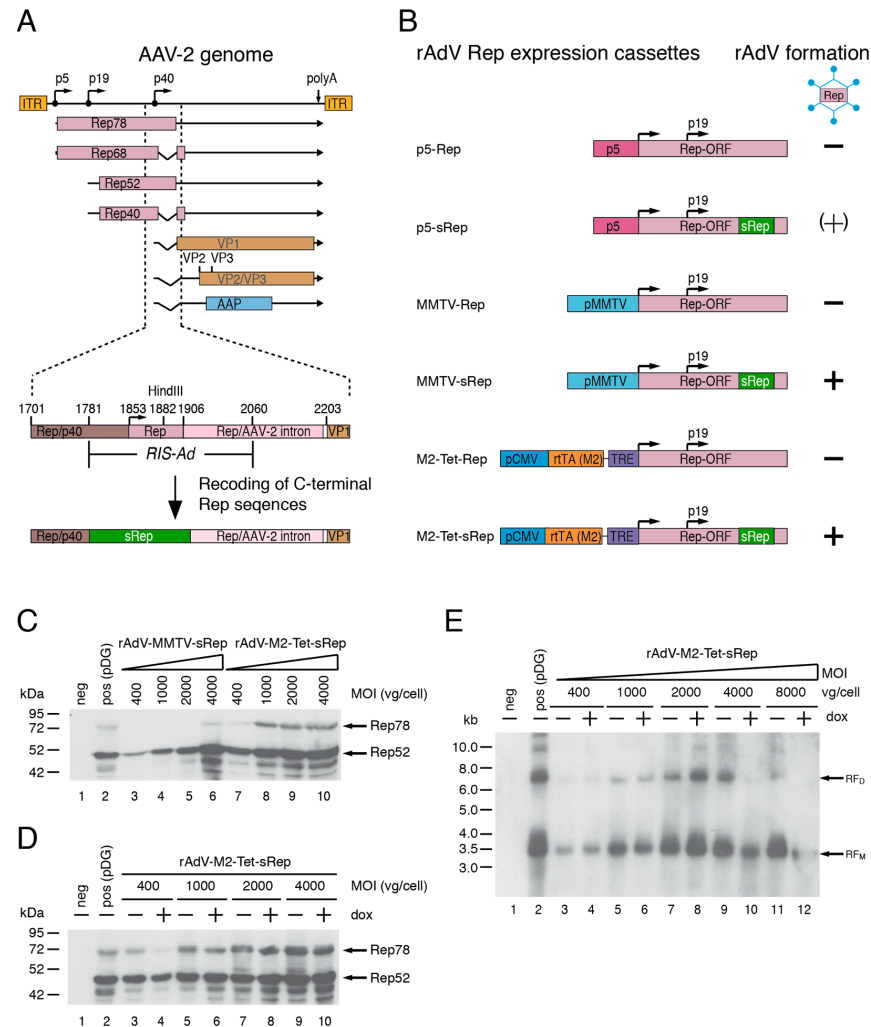 A
AAV-2 genome
p5 p19 p40 polyA
ITR ITR
Rep78
Rep68
Rep52
Rep40
VP1
VP2 VP3
VP2/VP3
AAP
HindIII
1701 1781 1853 1882 1906 2060 2203
Rep/p40 Rep Rep/AAV-2 intron VP1
RIS-Ad
Recoding of C-terminal
Rep seqences
Rep/p40 sRep Rep/AAV-2 intron VP1
B
rAdV Rep expression cassettes rAdV formation
Rep
p19
p5-Rep p5 Rep-ORF −
p19
p5-sRep p5 Rep-ORF sRep (+)
p19
MMTV-Rep pMMTV Rep-ORF −
p19
MMTV-sRep pMMTV Rep-ORF sRep +
p19
M2-Tet-Rep pCMV rtTA (M2) TRE Rep-ORF −
p19
M2-Tet-sRep pCMV rtTA (M2) TRE Rep-ORF sRep +
C
rAdV-MMTV-sRep rAdV-M2-Tet-sRep
kDa neg pos (pDG) 400 1000 2000 4000 400 1000 2000 4000 MOI (vg/cell)
95
72 Rep78
52 Rep52
42
1 2 3 4 5 6 7 8 9 10
D
rAdV-M2-Tet-sRep
neg pos (pDG) 400 1000 2000 4000 MOI (vg/cell)
kDa − − − + − + − + − + dox
95
72 Rep78
52 Rep52
42
1 2 3 4 5 6 7 8 9 10
E
rAdV-M2-Tet-sRep
MOI
neg pos (pDG) 400 1000 2000 4000 8000 vg/cell
kb − − − + − + − + − + − + dox
10.0
8.0 RFD
6.0
4.0
3.5 RFM
3.0
1 2 3 4 5 6 7 8 9 10 11 12